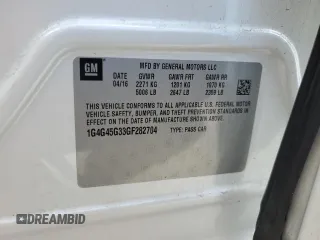 GM
MFD BY GENERAL MOTORS LLC
04/16 GVWR GAWR FRT GAWR RR
2271 KG 1201 KG 1070 KG
5006 LB 2647 LB 2359 LB
THIS VEHICLE CONFORMS TO ALL APPLICABLE U.S.
FEDERAL MOTOR VEHICLE SAFETY, BUMPER, AND
THEFT PREVENTION STANDARDS IN EFFECT ON
THE DATE OF MANUFACTURE SHOWN ABOVE.
1G4G45G33GF282704 TYPE: PASS CAR
DREAMBID